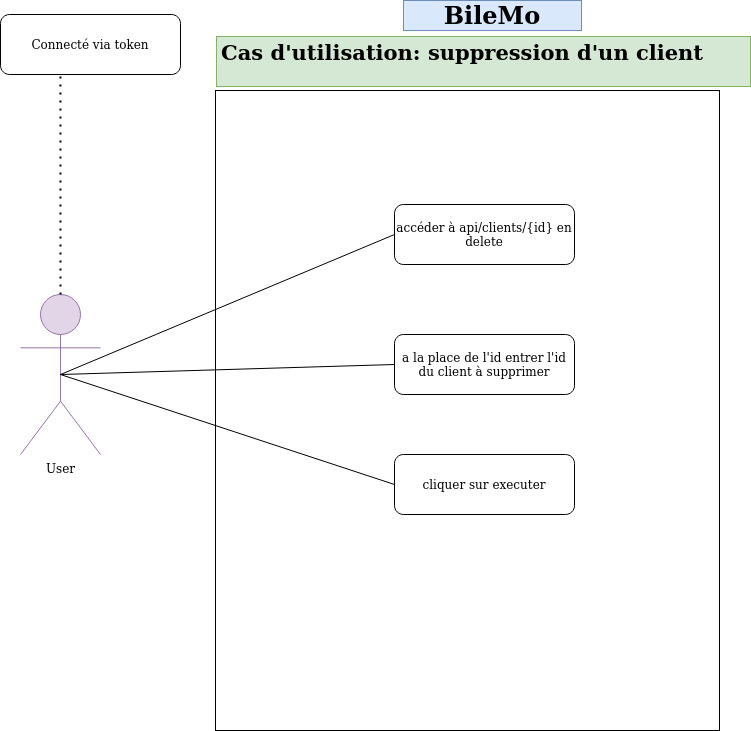 BileMo
Connecté via token
Cas d'utilisation: suppression d'un client
accéder à api/clients/{id} en
delete
a la place de l'id entrer l'id
du client à supprimer
User
cliquer sur executer